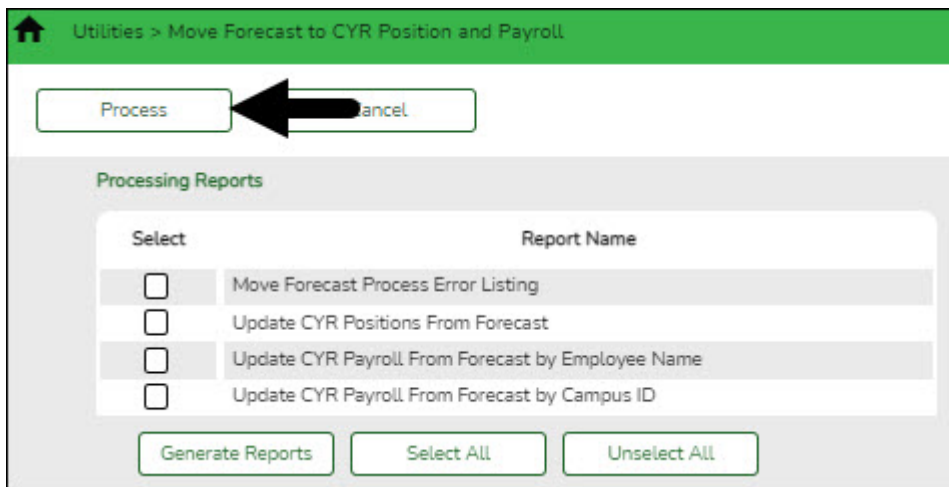 Utilities > Move Forecast to CYR Position and Payroll
Process
ancel
Processing Reports
Select Report Name
Move Forecast Process Error Listing
Update CYR Positions From Forecast
Update CYR Payroll From Forecast by Employee Name
Update CYR Payroll From Forecast by Campus ID
Generate Reports Select All Unselect All